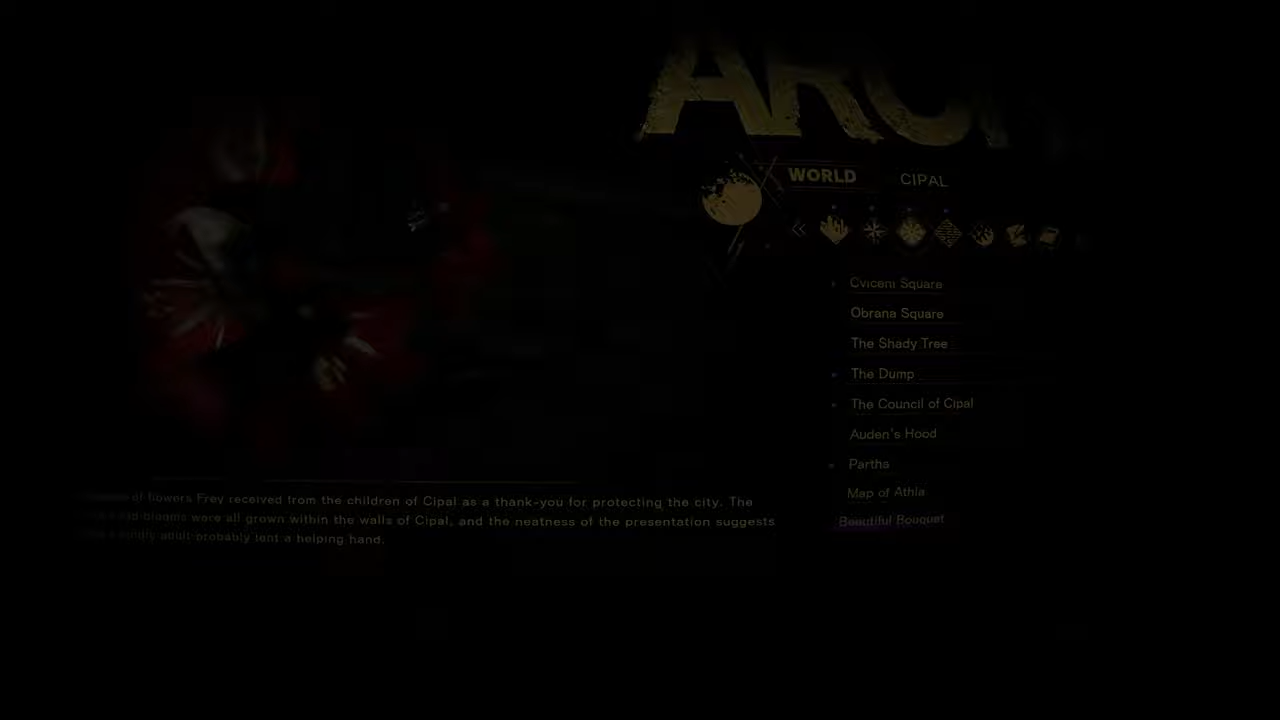 ARC
WORLD
CIPAL
Cviceni Square
Obrana Square
The Shady Tree
The Dump
The Council of Cipal
Auden's Hood
Parths
Map of Athia
Beautiful Bouquet
of flowers Frey received from the children of Cipal as a thank-you for protecting the city. The
blooms were all grown within the walls of Cipal, and the neatness of the presentation suggests
kindly adult probably lent a helping hand.